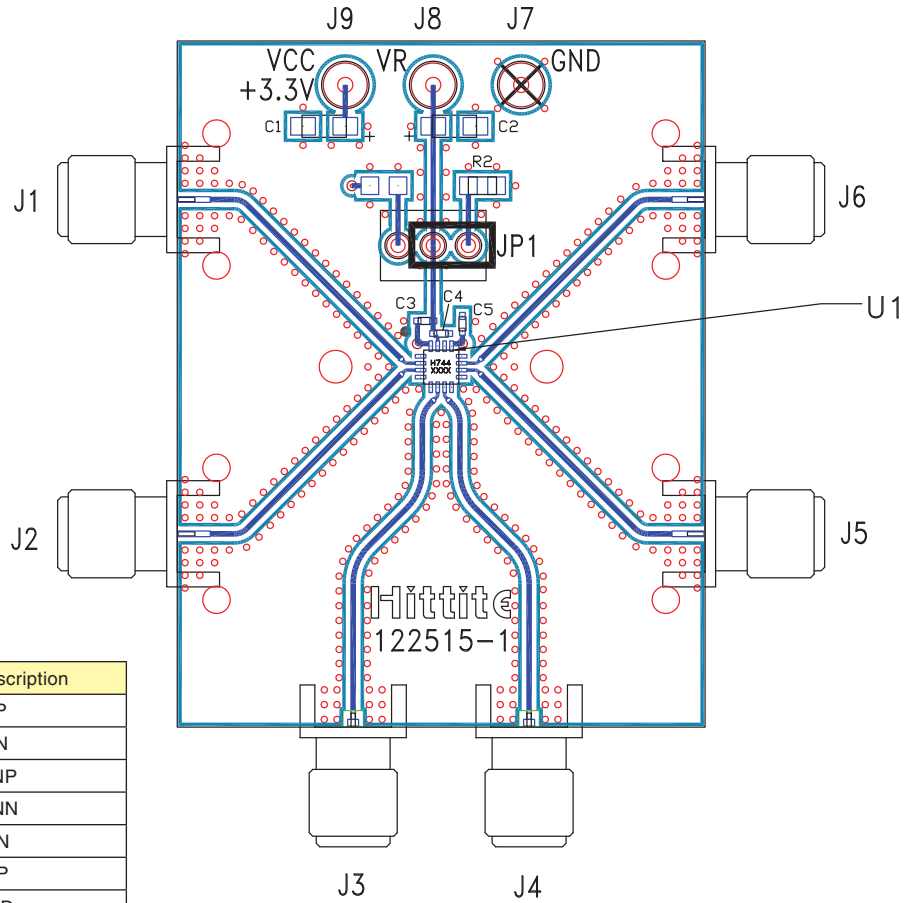 J9 J8 J7
VCC VR GND
+3.3V
C1 + + C2
R2
J1 J6
JP1
C3 C4 C5
U1
H744
XXXX
J2 J5
Hittite
122515-1
scription
P
N
NP
NN
N
P
J3 J4